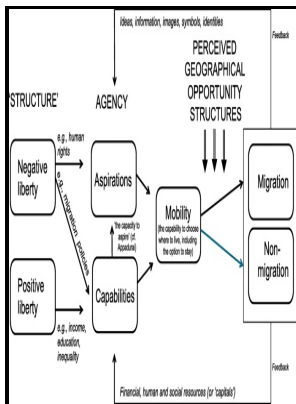 Ideas, information, images, symbols, identities
Feedback
PERCEIVED
GEOGRAPHICAL
OPPORTUNITY
STRUCTURES
'STRUCTURE'
AGENCY
Negative
liberty
e.g., human
rights
e.g., migration policies
Aspirations
'the capacity to
aspire' (cf.
Appadurai)
Mobility
(the capability to choose
where to live, including
the option to stay)
Migration
Non-
migration
Positive
liberty
e.g., income,
education,
inequality
Capabilities
Feedback
Financial, human and social resources (or 'capitals')